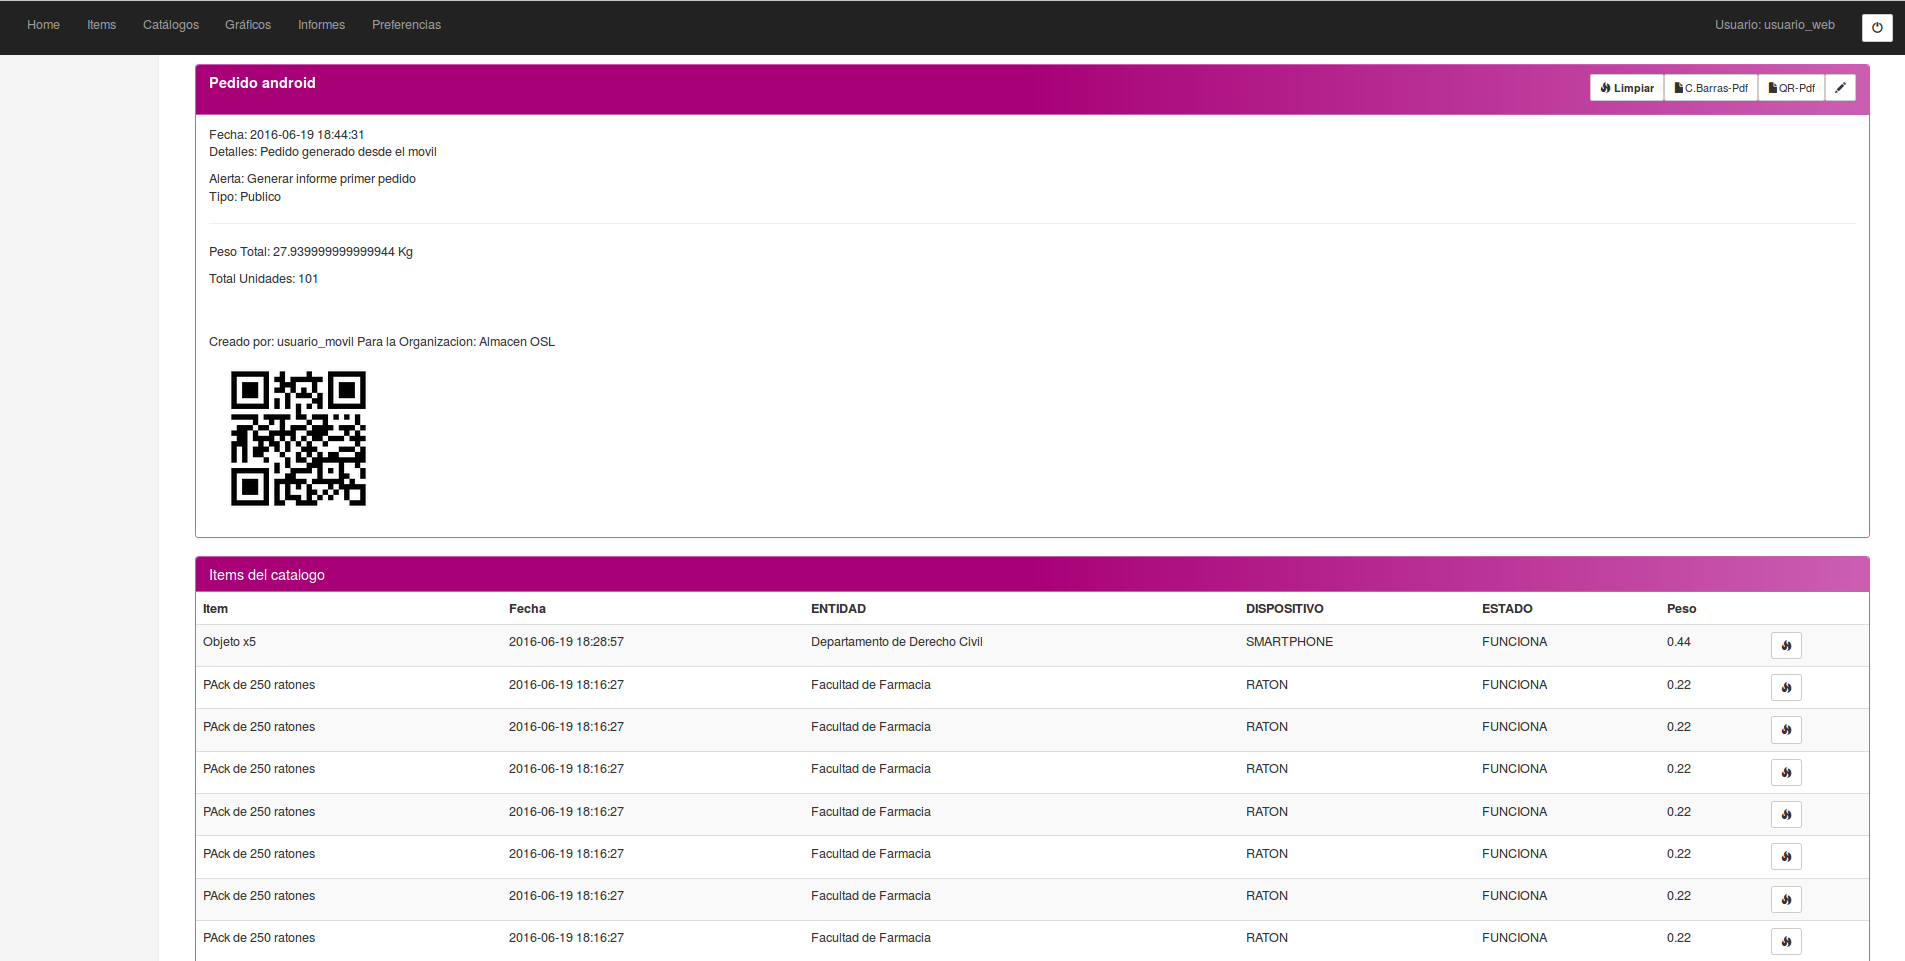 Home Items Catálogos Gráficos Informes Preferencias Usuario: usuario_web
Pedido android Limpiar C.Barras-Pdf QR-Pdf
Fecha: 2016-06-19 18:44:31
Detalles: Pedido generado desde el movil
Alerta: Generar informe primer pedido
Tipo: Publico
Peso Total: 27.939999999999944 Kg
Total Unidades: 101
Creado por: usuario_movil Para la Organizacion: Almacen OSL
Items del catalogo
Item Fecha ENTIDAD DISPOSITIVO ESTADO Peso
Objeto x5 2016-06-19 18:28:57 Departamento de Derecho Civil SMARTPHONE FUNCIONA 0.44
PAck de 250 ratones 2016-06-19 18:16:27 Facultad de Farmacia RATON FUNCIONA 0.22
PAck de 250 ratones 2016-06-19 18:16:27 Facultad de Farmacia RATON FUNCIONA 0.22
PAck de 250 ratones 2016-06-19 18:16:27 Facultad de Farmacia RATON FUNCIONA 0.22
PAck de 250 ratones 2016-06-19 18:16:27 Facultad de Farmacia RATON FUNCIONA 0.22
PAck de 250 ratones 2016-06-19 18:16:27 Facultad de Farmacia RATON FUNCIONA 0.22
PAck de 250 ratones 2016-06-19 18:16:27 Facultad de Farmacia RATON FUNCIONA 0.22
PAck de 250 ratones 2016-06-19 18:16:27 Facultad de Farmacia RATON FUNCIONA 0.22